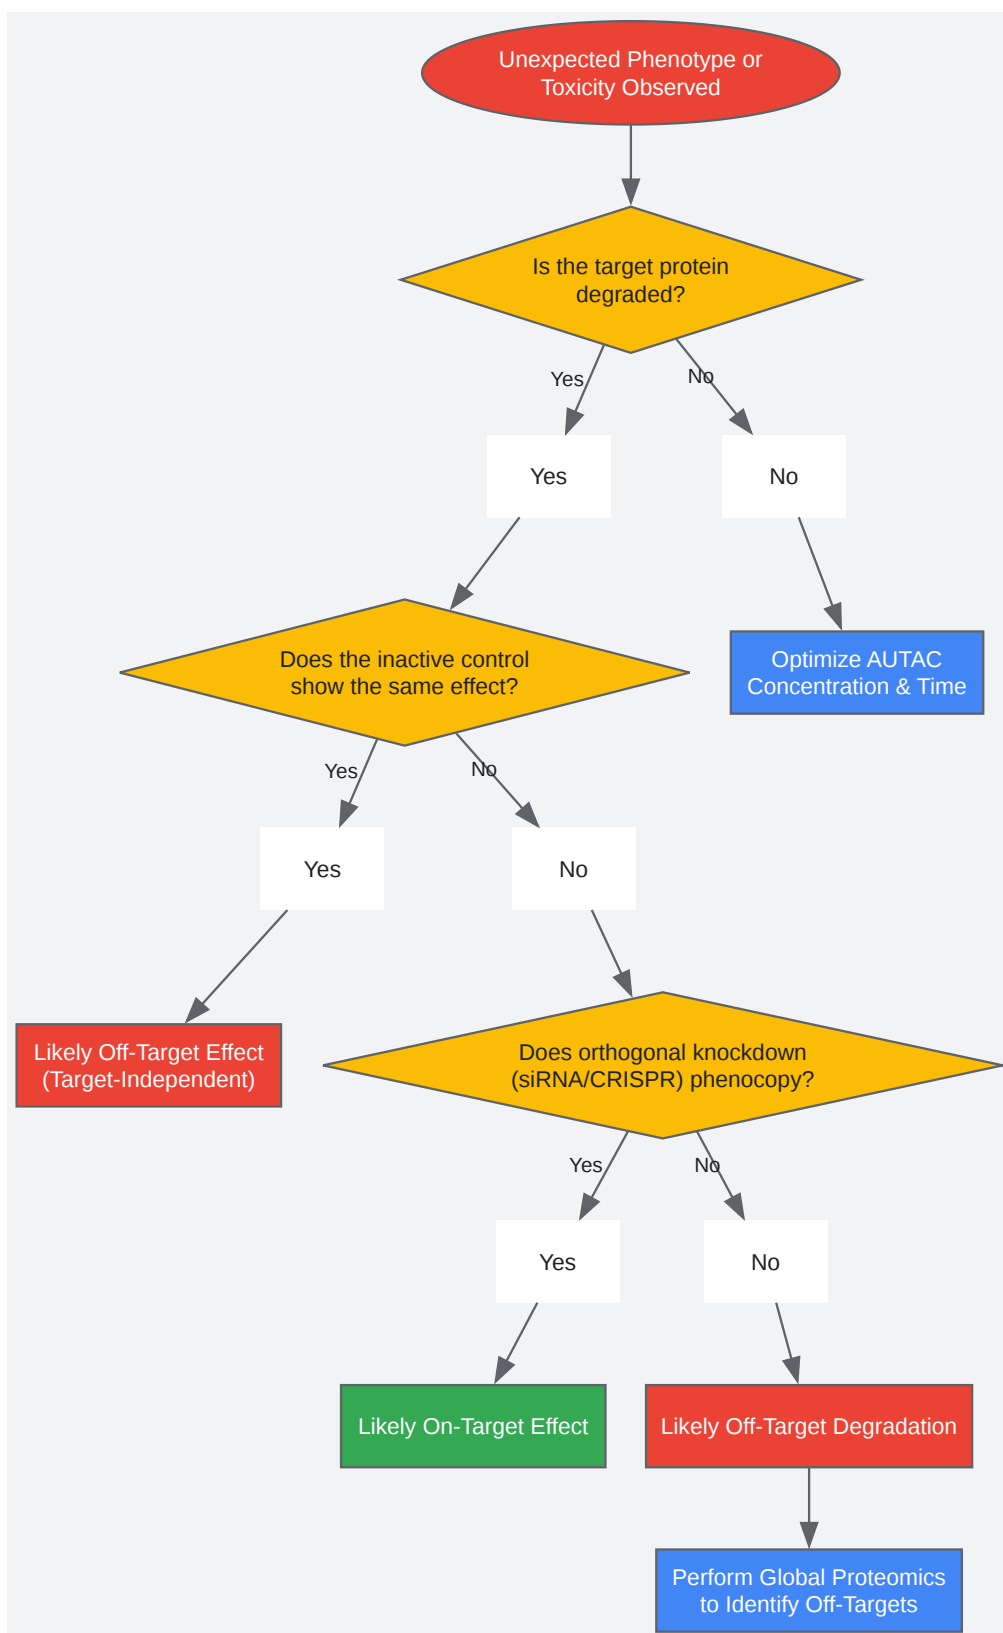 Unexpected Phenotype or
Toxicity Observed
Is the target protein
degraded?
Yes
No
Yes
No
Does the inactive control
show the same effect?
Optimize AUTAC
Concentration & Time
Yes
No
Yes
No
Likely Off-Target Effect
(Target-Independent)
Does orthogonal knockdown
(siRNA/CRISPR) phenocopy?
Yes
No
Yes
No
Likely On-Target Effect
Likely Off-Target Degradation
Perform Global Proteomics
to Identify Off-Targets